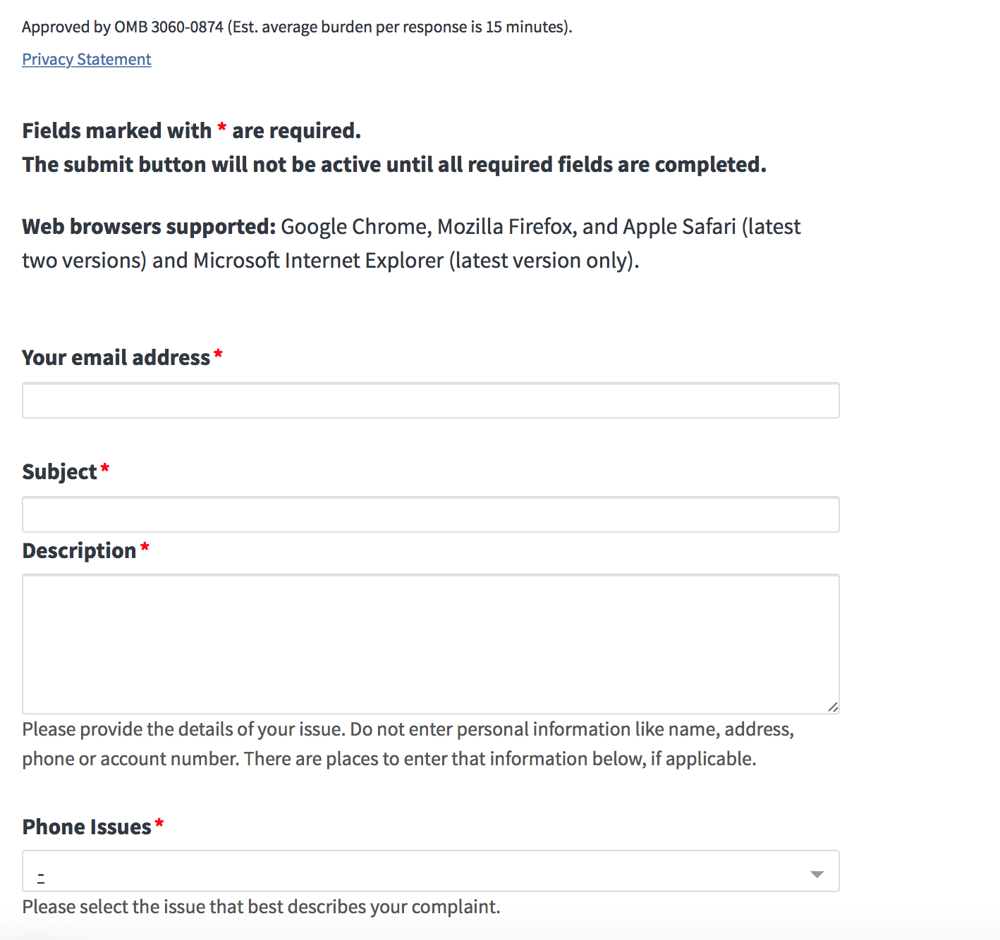 Approved by OMB 3060-0874 (Est. average burden per response is 15 minutes).
Privacy Statement
Fields marked with * are required.
The submit button will not be active until all required fields are completed.
Web browsers supported: Google Chrome, Mozilla Firefox, and Apple Safari (latest
two versions) and Microsoft Internet Explorer (latest version only).
Your email address *
Subject *
Description *
Please provide the details of your issue. Do not enter personal information like name, address,
phone or account number. There are places to enter that information below, if applicable.
Phone Issues *
-
Please select the issue that best describes your complaint.